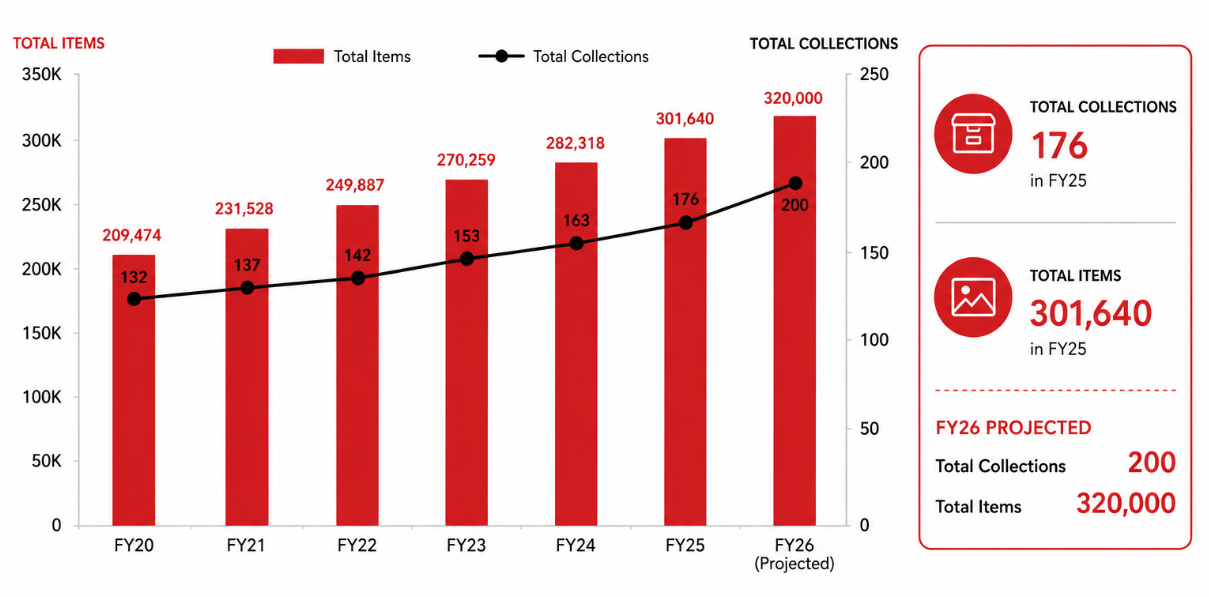 TOTAL ITEMS
Total Items
Total Collections
TOTAL COLLECTIONS
350K
300K
250K
200K
150K
100K
50K
0
250
200
150
100
50
0
209,474
231,528
249,887
270,259
282,318
301,640
320,000
132
137
142
153
163
176
200
FY20
FY21
FY22
FY23
FY24
FY25
FY26
(Projected)
TOTAL COLLECTIONS
176
in FY25
TOTAL ITEMS
301,640
in FY25
FY26 PROJECTED
Total Collections 200
Total Items 320,000